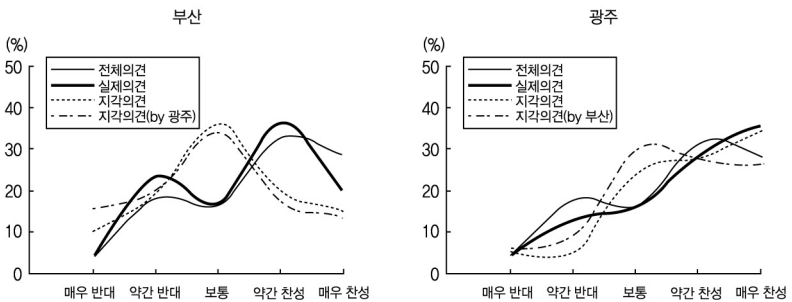 부산
(%)
50
40
30
20
10
0
전체의견
실제의견
지각의견
지각의견(by 광주)
매우 반대 약간 반대 보통 약간 찬성 매우 찬성
광주
(%)
50
40
30
20
10
0
전체의견
실제의견
지각의견
지각의견(by 부산)
매우 반대 약간 반대 보통 약간 찬성 매우 찬성